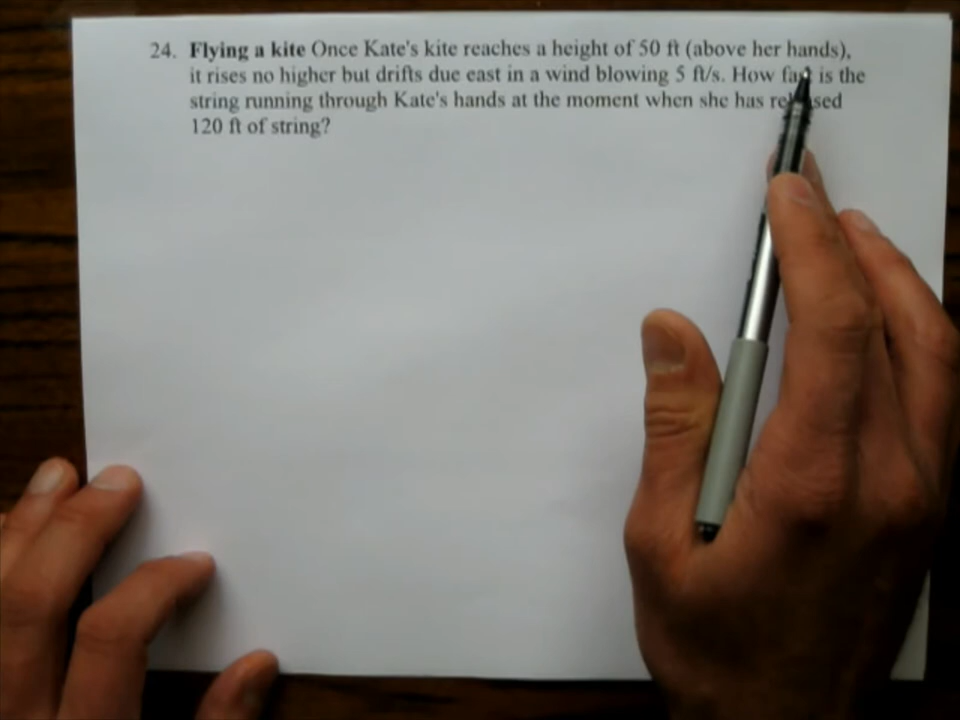 24. Flying a kite Once Kate's kite reaches a height of 50 ft (above her hands),
it rises no higher but drifts due east in a wind blowing 5 ft/s. How fast is the
string running through Kate's hands at the moment when she has released
120 ft of string?